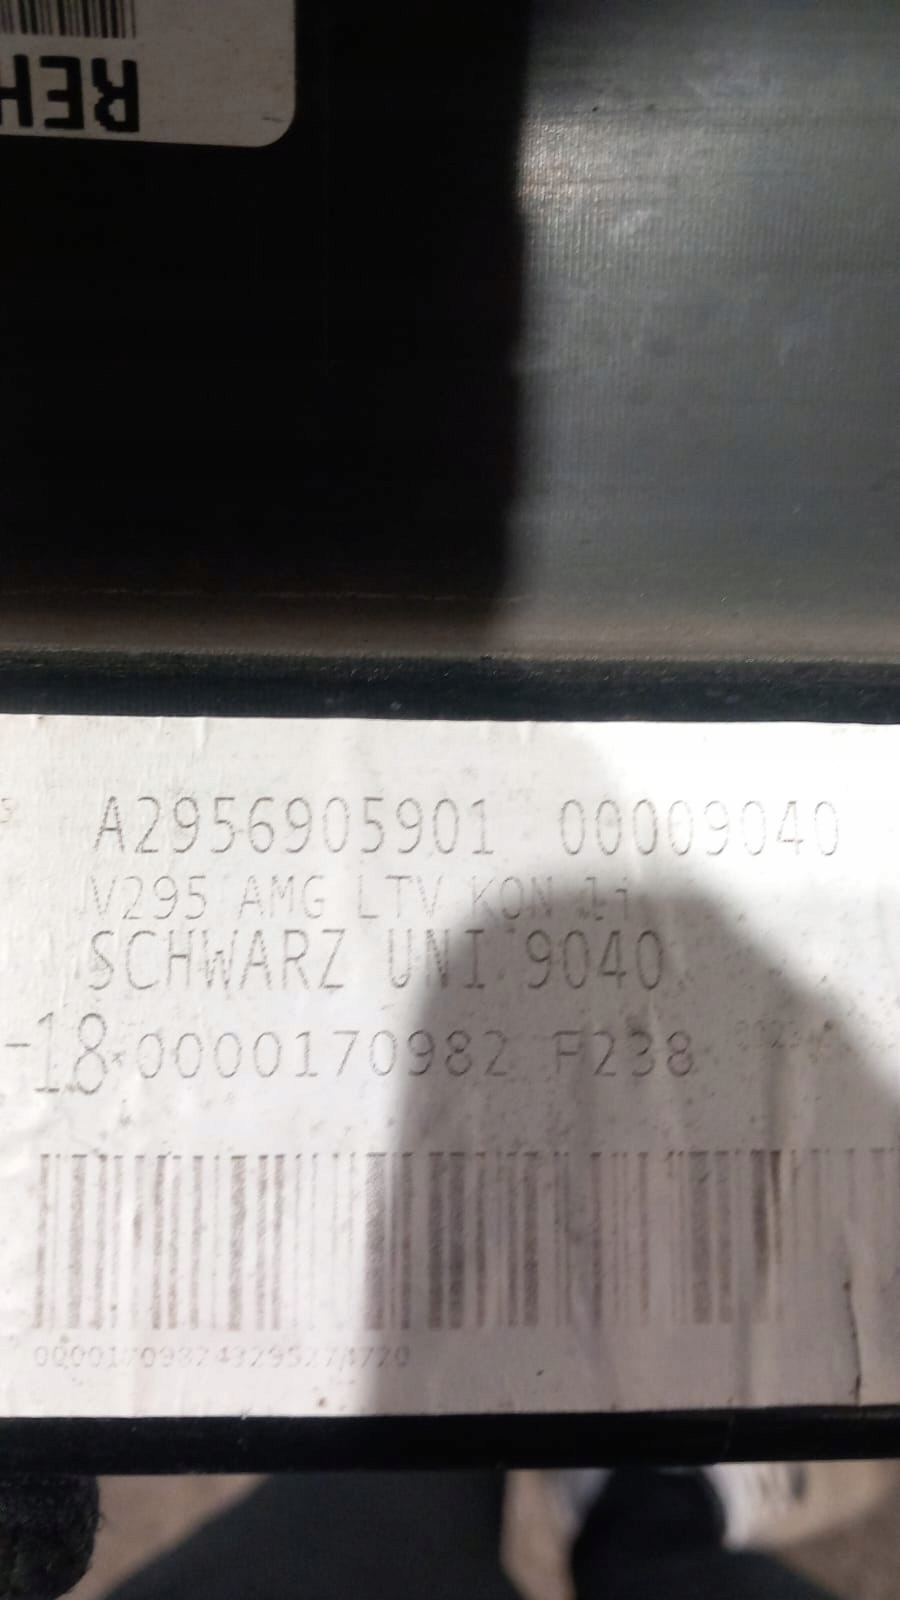 REH
A2956905901 00009040
V295 AMG LTV KON li
SCHWARZ UNI 9040
-18 0000170982 F238